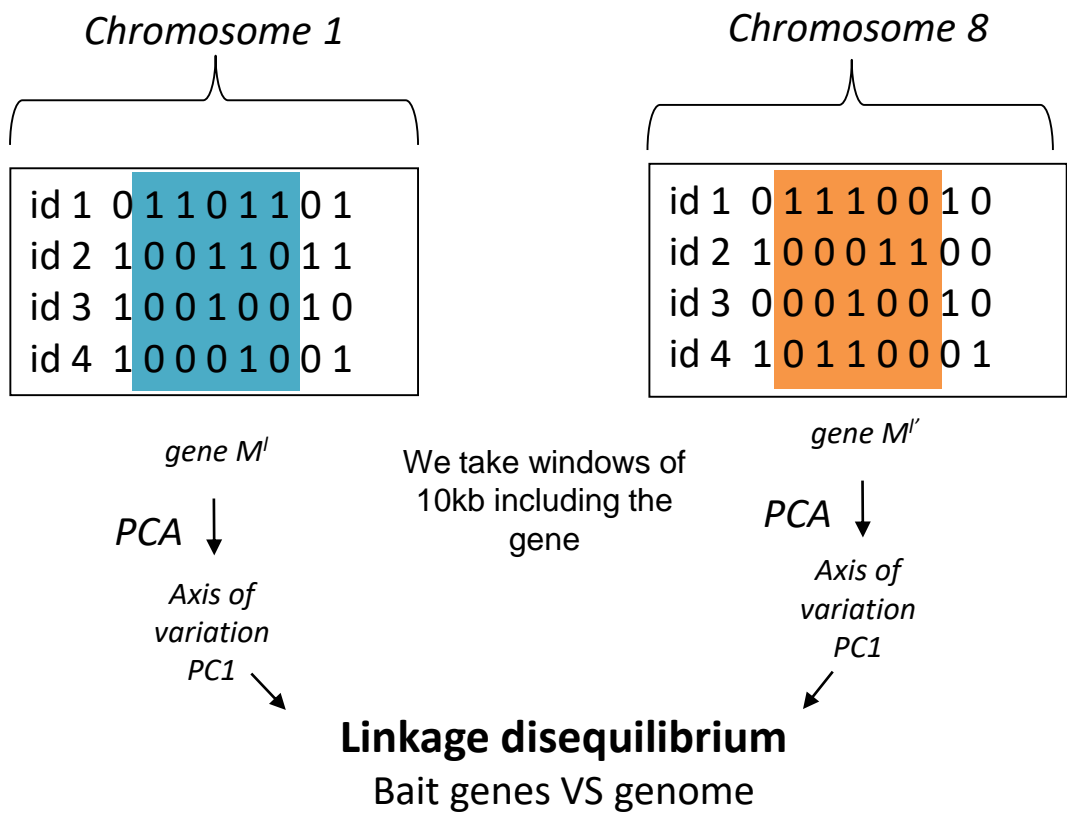 Chromosome 1
id 1 0 1 1 0 1 1 0 1
id 2 1 0 0 1 1 0 1 1
id 3 1 0 0 1 0 0 1 0
id 4 1 0 0 0 1 0 0 1
gene Mˡ
PCA
Axis of
variation
PC1
Chromosome 8
id 1 0 1 1 1 0 0 1 0
id 2 1 0 0 0 1 1 0 0
id 3 0 0 0 1 0 0 1 0
id 4 1 0 1 1 0 0 0 1
gene Mˡ’
PCA
Axis of
variation
PC1
We take windows of
10kb including the
gene
Linkage disequilibrium
Bait genes VS genome